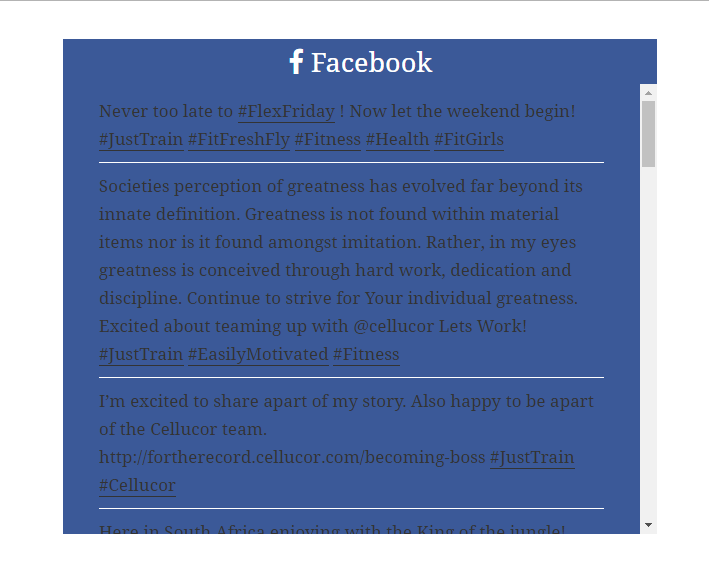 Facebook
Never too late to #FlexFriday ! Now let the weekend begin!
#JustTrain #FitFreshFly #Fitness #Health #FitGirls
Societies perception of greatness has evolved far beyond its
innate definition. Greatness is not found within material
items nor is it found amongst imitation. Rather, in my eyes
greatness is conceived through hard work, dedication and
discipline. Continue to strive for Your individual greatness.
Excited about teaming up with @cellucor Lets Work!
#JustTrain #EasilyMotivated #Fitness
I'm excited to share apart of my story. Also happy to be apart
of the Cellucor team.
http://fortherecord.cellucor.com/becoming-boss #JustTrain
#Cellucor
Here in South Africa enjoying with the King of the jungle!